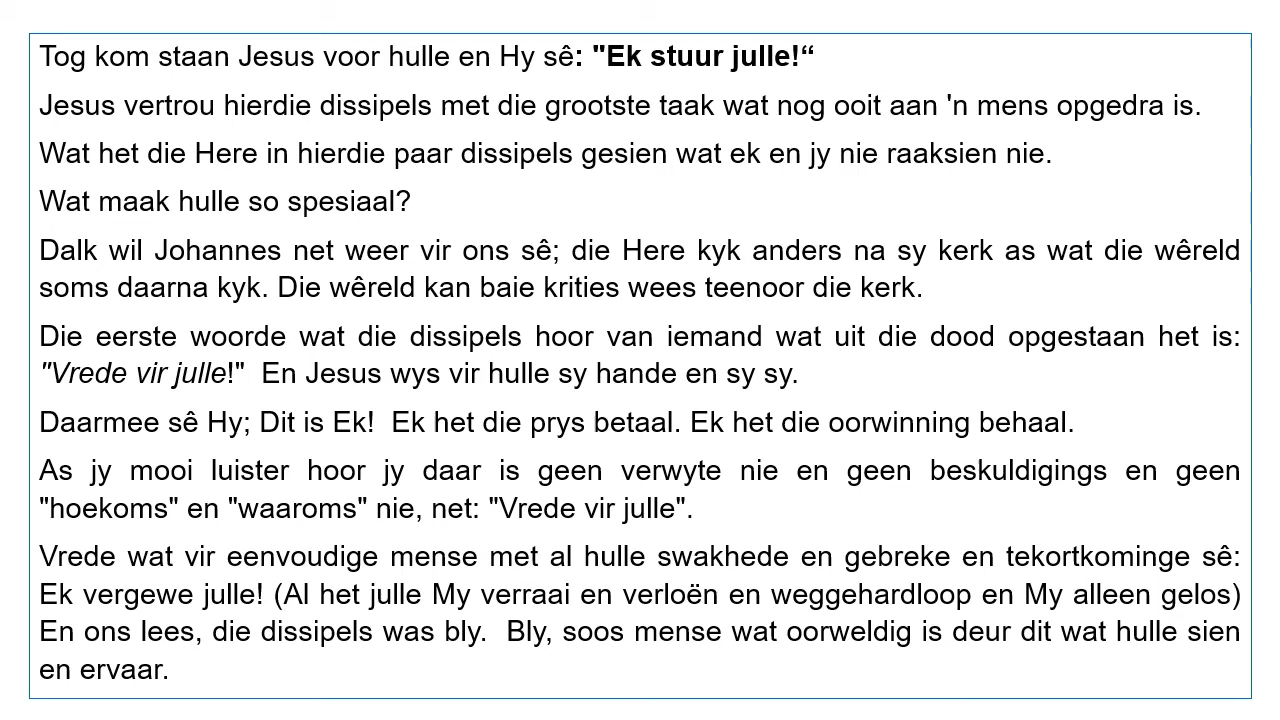 Tog kom staan Jesus voor hulle en Hy sê: "Ek stuur julle!“
Jesus vertrou hierdie dissipels met die grootste taak wat nog ooit aan 'n mens opgedra is.
Wat het die Here in hierdie paar dissipels gesien wat ek en jy nie raaksien nie.
Wat maak hulle so spesiaal?
Dalk wil Johannes net weer vir ons sê; die Here kyk anders na sy kerk as wat die wêreld
soms daarna kyk. Die wêreld kan baie krities wees teenoor die kerk.
Die eerste woorde wat die dissipels hoor van iemand wat uit die dood opgestaan het is:
"Vrede vir julle!"  En Jesus wys vir hulle sy hande en sy sy.
Daarmee sê Hy; Dit is Ek!  Ek het die prys betaal. Ek het die oorwinning behaal.
As jy mooi luister hoor jy daar is geen verwyte nie en geen beskuldigings en geen
"hoekoms" en "waaroms" nie, net: "Vrede vir julle".
Vrede wat vir eenvoudige mense met al hulle swakhede en gebreke en tekortkominge sê:
Ek vergewe julle! (Al het julle My verraai en verloën en weggehardloop en My alleen gelos)
En ons lees, die dissipels was bly.  Bly, soos mense wat oorweldig is deur dit wat hulle sien
en ervaar.